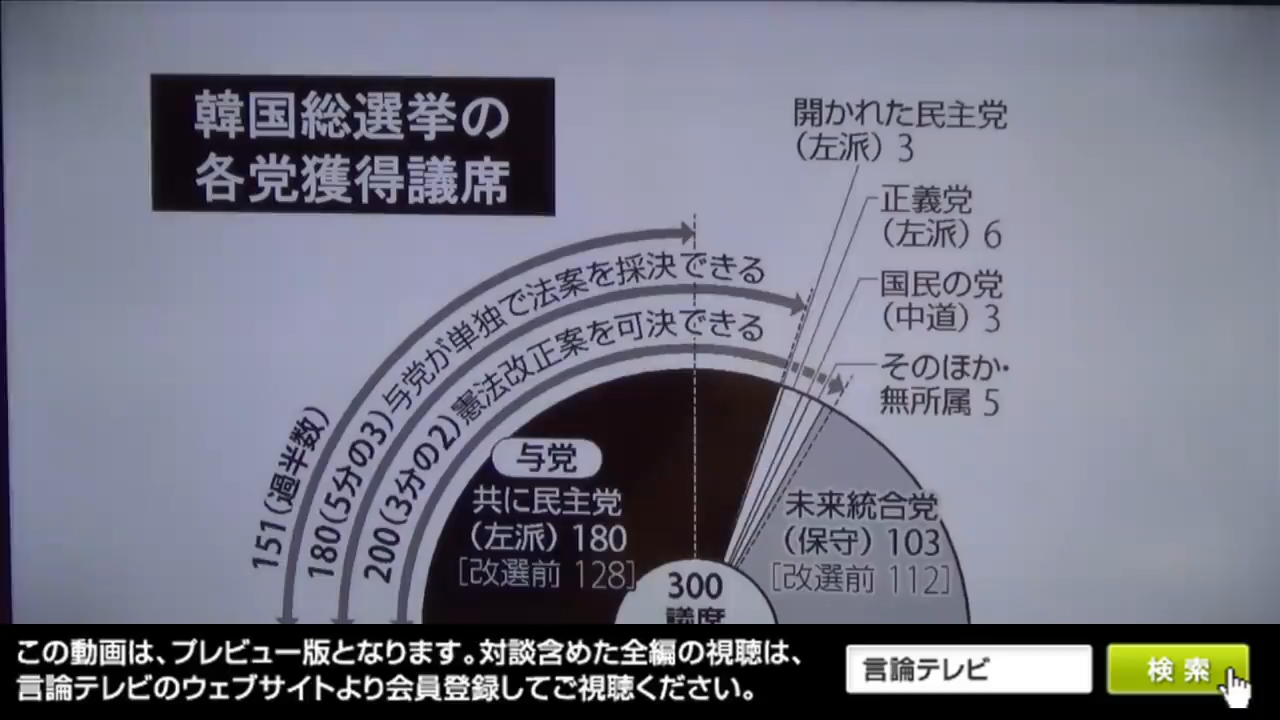 韓国総選挙の
各党獲得議席
開かれた民主党
（左派）3
正義党
（左派）6
国民の党
（中道）3
そのほか・
無所属 5
151（過半数）
180（5分の3）与党が単独で法案を採決できる
200（3分の2）憲法改正案を可決できる
与党
共に民主党
（左派）180
［改選前 128］
未来統合党
（保守）103
［改選前 112］
300
議席
この動画は、プレビュー版となります。対談含めた全編の視聴は、
言論テレビのウェブサイトより会員登録してご視聴ください。
言論テレビ
検 索